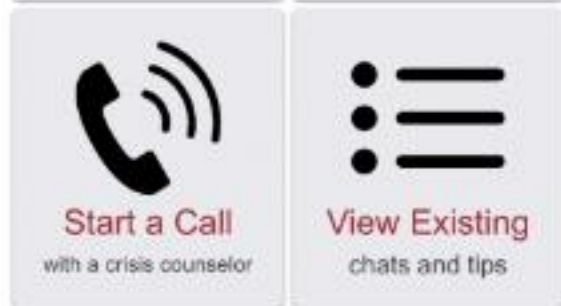 Start a Call
with a crisis counselor
View Existing
chats and tips